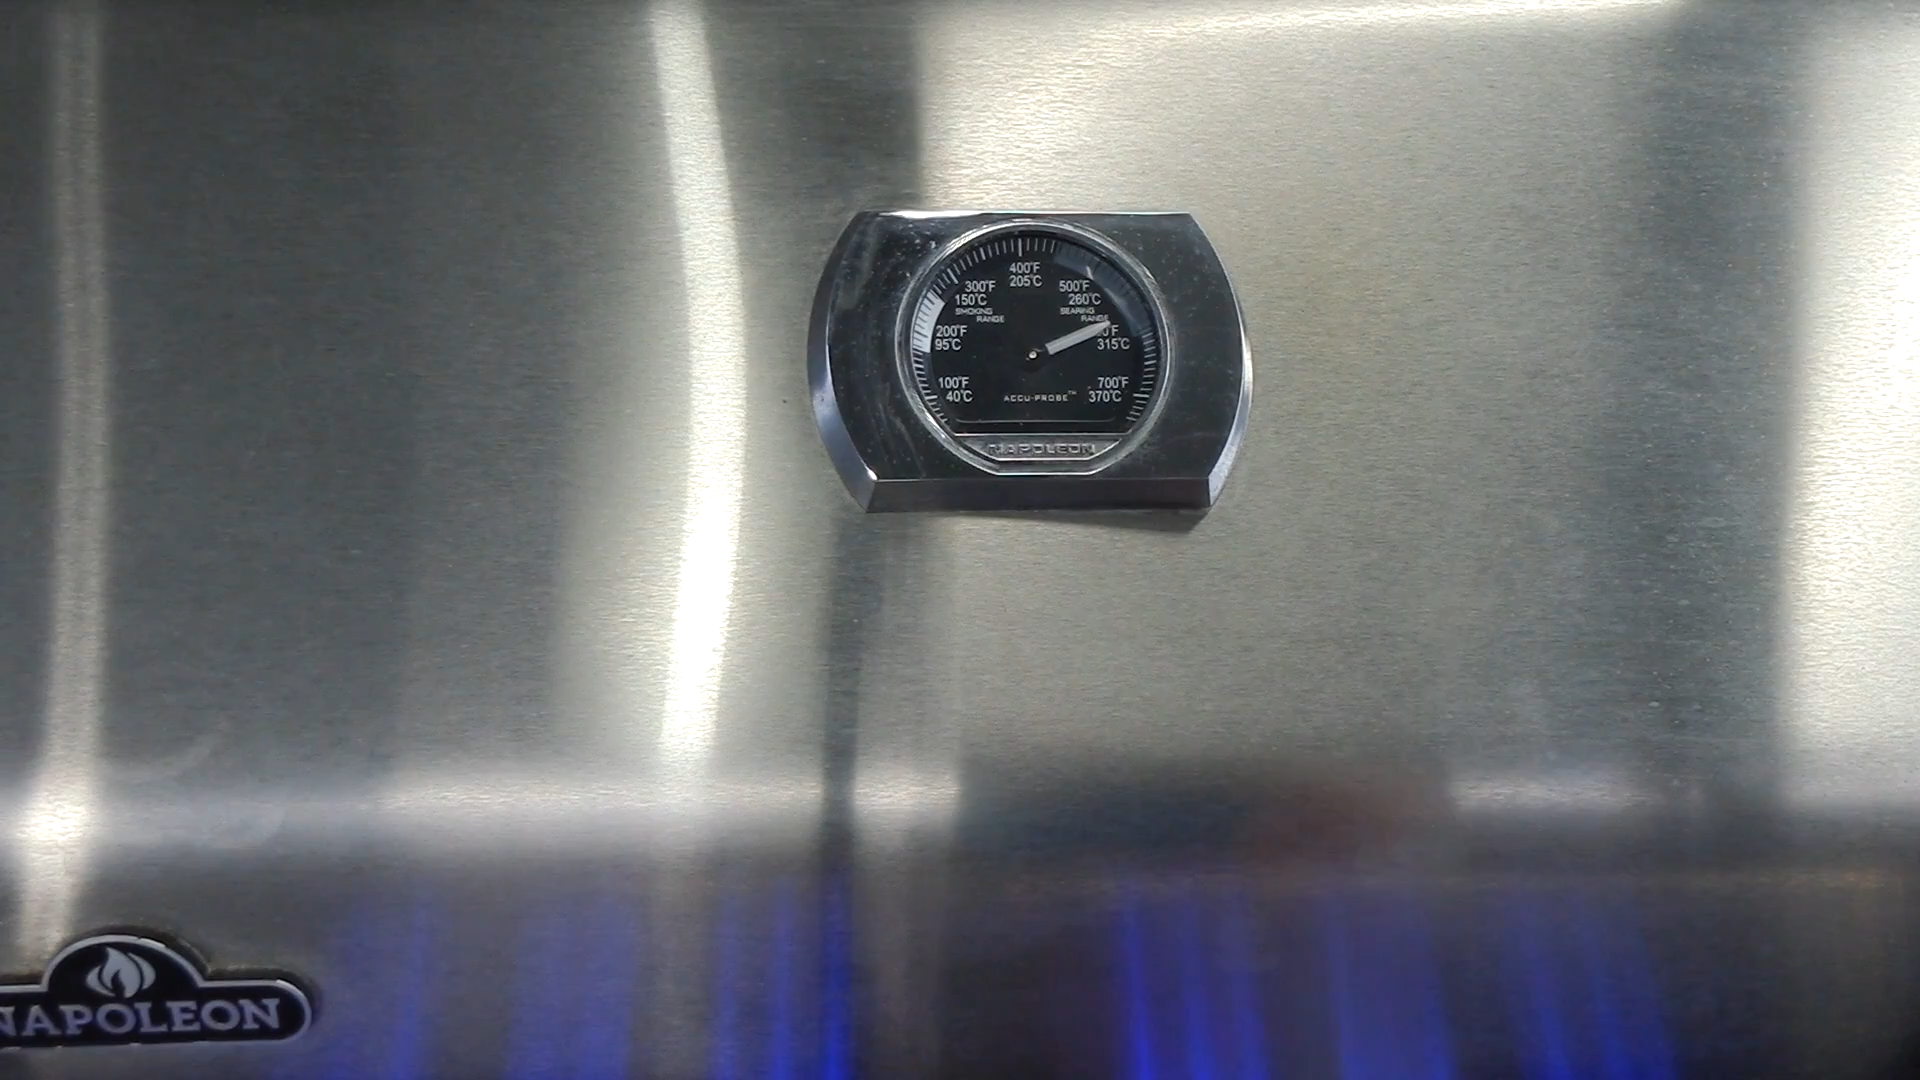 400°F
205°C
300°F
150°C
500°F
260°C
SMOKING
RANGE
SEARING
RANGE
200°F
95°C
315°C
100°F
40°C
700°F
370°C
ACCU-PROBE™
NAPOLEON
NAPOLEON